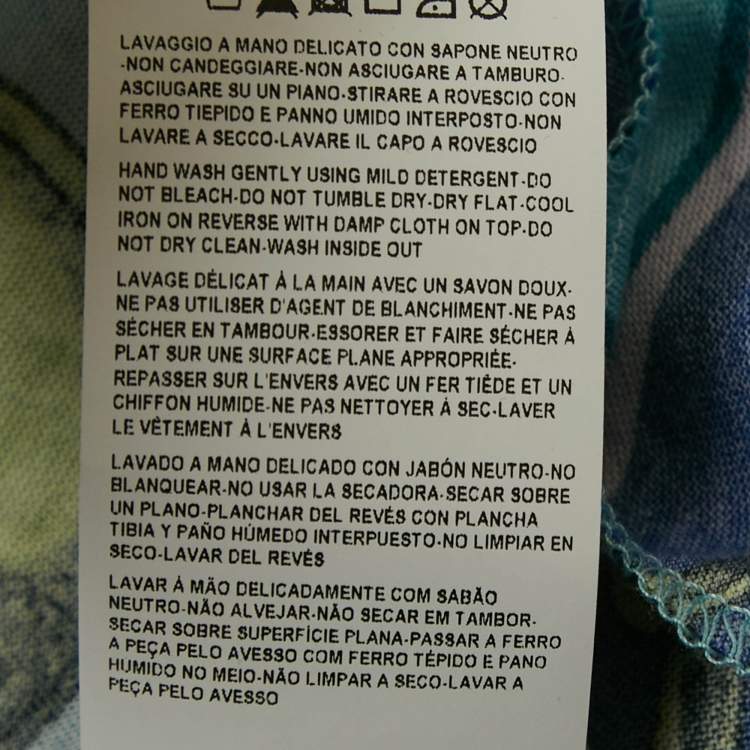 LAVAGGIO A MANO DELICATO CON SAPONE NEUTRO
-NON CANDEGGIARE-NON ASCIUGARE A TAMBURO-
ASCIUGARE SU UN PIANO-STIRARE A ROVESCIO CON
FERRO TIEPIDO E PANNO UMIDO INTERPOSTO-NON
LAVARE A SECCO-LAVARE IL CAPO A ROVESCIO
HAND WASH GENTLY USING MILD DETERGENT-DO
NOT BLEACH-DO NOT TUMBLE DRY-DRY FLAT-COOL
IRON ON REVERSE WITH DAMP CLOTH ON TOP-DO
NOT DRY CLEAN-WASH INSIDE OUT
LAVAGE DÉLICAT À LA MAIN AVEC UN SAVON DOUX-
NE PAS UTILISER D'AGENT DE BLANCHIMENT-NE PAS
SÉCHER EN TAMBOUR-ESSORER ET FAIRE SÉCHER À
PLAT SUR UNE SURFACE PLANE APPROPRIÉE-
REPASSER SUR L'ENVERS AVEC UN FER TIÈDE ET UN
CHIFFON HUMIDE-NE PAS NETTOYER À SEC-LAVER
LE VÊTEMENT À L'ENVERS
LAVADO A MANO DELICADO CON JABÓN NEUTRO-NO
BLANQUEAR-NO USAR LA SECADORA-SECAR SOBRE
UN PLANO-PLANCHAR DEL REVÉS CON PLANCHA
TIBIA Y PAÑO HÚMEDO INTERPUESTO-NO LIMPIAR EN
SECO-LAVAR DEL REVÉS
LAVAR À MÃO DELICADAMENTE COM SABÃO
NEUTRO-NÃO ALVEJAR-NÃO SECAR EM TAMBOR-
SECAR SOBRE SUPERFÍCIE PLANA-PASSAR A FERRO
A PEÇA PELO AVESSO COM FERRO TÉPIDO E PANO
HUMIDO NO MEIO-NÃO LIMPAR A SECO-LAVAR A
PEÇA PELO AVESSO